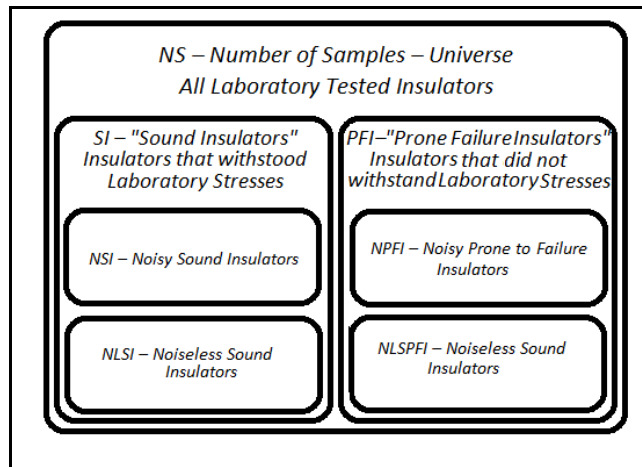 NS – Number of Samples – Universe
All Laboratory Tested Insulators
SI – "Sound Insulators"
Insulators that withstood
Laboratory Stresses
NSI – Noisy Sound Insulators
NLSI – Noiseless Sound
Insulators
PFI–"Prone Failure Insulators"
Insulators that did not
withstand Laboratory Stresses
NPFI – Noisy Prone to Failure
Insulators
NLSPFI – Noiseless Sound
Insulators